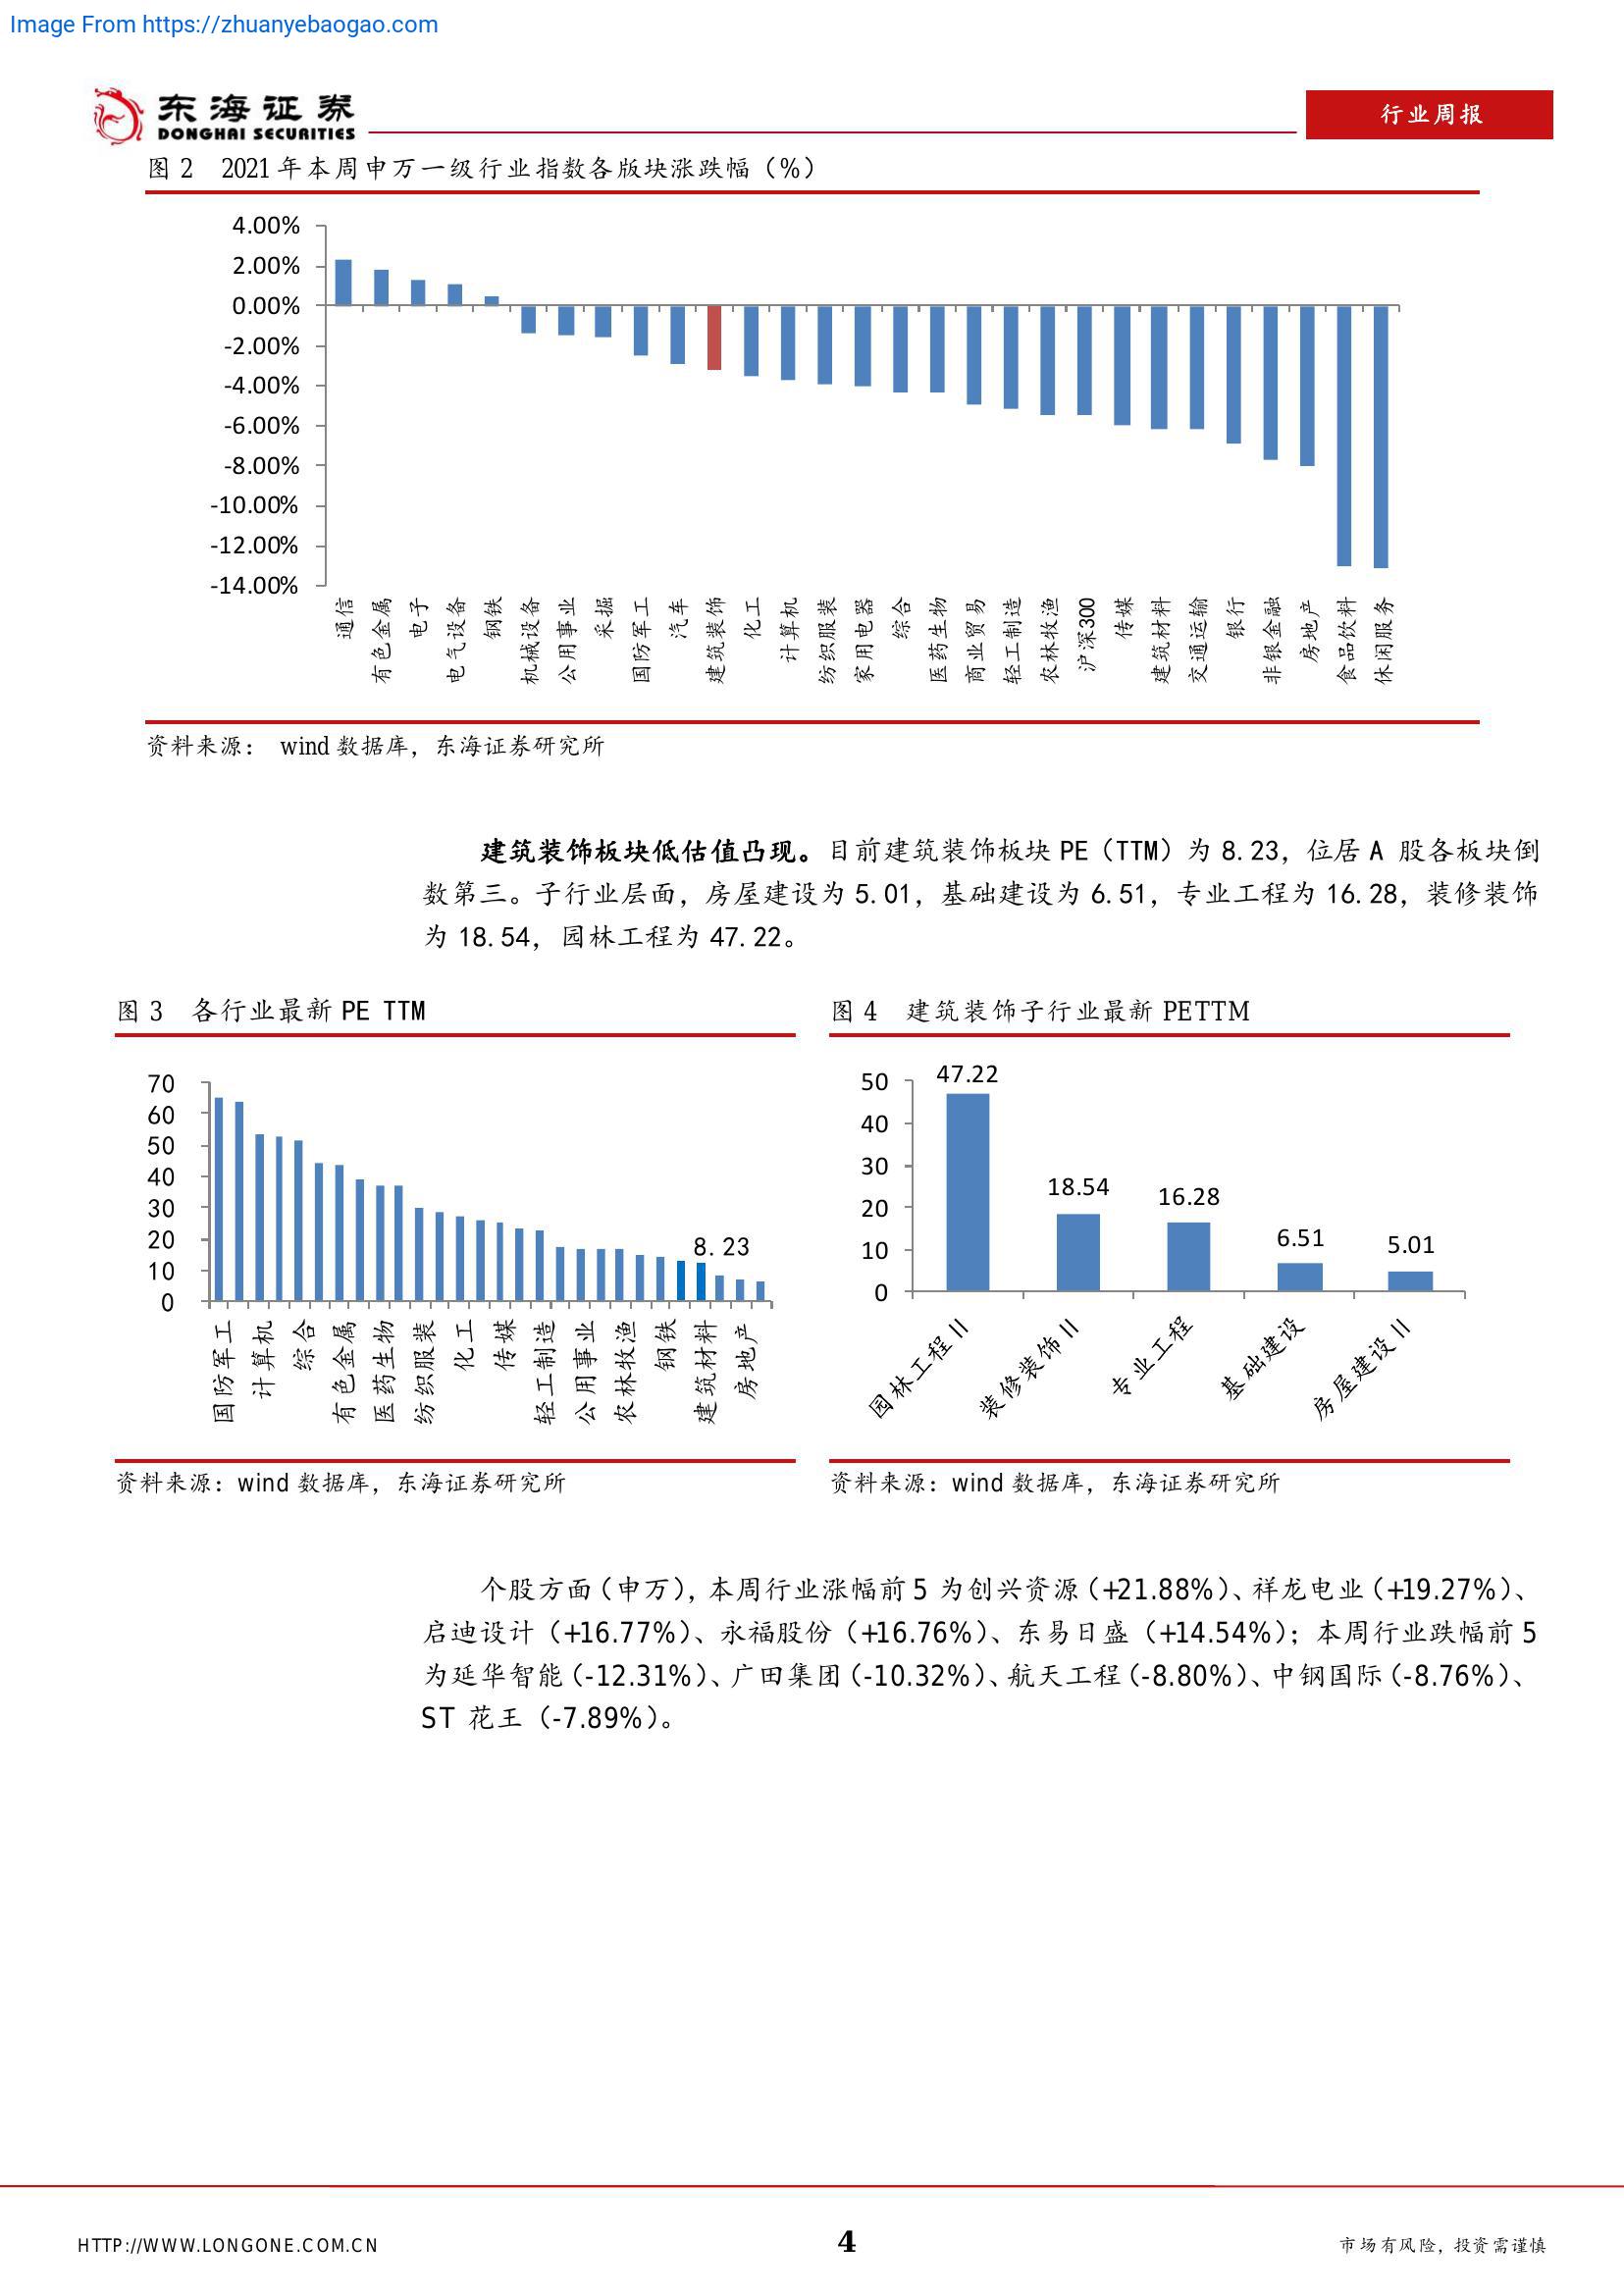 Image From https://zhuanyebaogao.com
东海证券
DONGHAI SECURITIES
行业周报
图 2 2021 年本周申万一级行业指数各版块涨跌幅（%）
4.00%
2.00%
0.00%
-2.00%
-4.00%
-6.00%
-8.00%
-10.00%
-12.00%
-14.00%
通信
有色金属
电子
电气设备
钢铁
机械设备
公用事业
采掘
国防军工
汽车
建筑装饰
化工
计算机
纺织服装
家用电器
综合
医药生物
商业贸易
轻工制造
农林牧渔
沪深300
传媒
建筑材料
交通运输
银行
非银金融
房地产
食品饮料
休闲服务
资料来源： wind 数据库，东海证券研究所
建筑装饰板块低估值凸现。目前建筑装饰板块 PE（TTM）为 8.23，位居 A 股各板块倒
数第三。子行业层面，房屋建设为 5.01，基础建设为 6.51，专业工程为 16.28，装修装饰
为 18.54，园林工程为 47.22。
图 3 各行业最新 PE TTM
70
60
50
40
30
20
10
0
8.23
国防军工
计算机
综合
有色金属
医药生物
纺织服装
化工
传媒
轻工制造
公用事业
农林牧渔
钢铁
建筑材料
房地产
资料来源：wind 数据库，东海证券研究所
图 4 建筑装饰子行业最新 PETTM
50
40
30
20
10
0
47.22
18.54
16.28
6.51
5.01
园林工程Ⅱ
装修装饰Ⅱ
专业工程
基础建设
房屋建设Ⅱ
资料来源：wind 数据库，东海证券研究所
个股方面（申万），本周行业涨幅前 5 为创兴资源（+21.88%）、祥龙电业（+19.27%）、
启迪设计（+16.77%）、永福股份（+16.76%）、东易日盛（+14.54%）；本周行业跌幅前 5
为延华智能（-12.31%）、广田集团（-10.32%）、航天工程（-8.80%）、中钢国际（-8.76%）、
ST 花王（-7.89%）。
HTTP://WWW.LONGONE.COM.CN
4
市场有风险，投资需谨慎